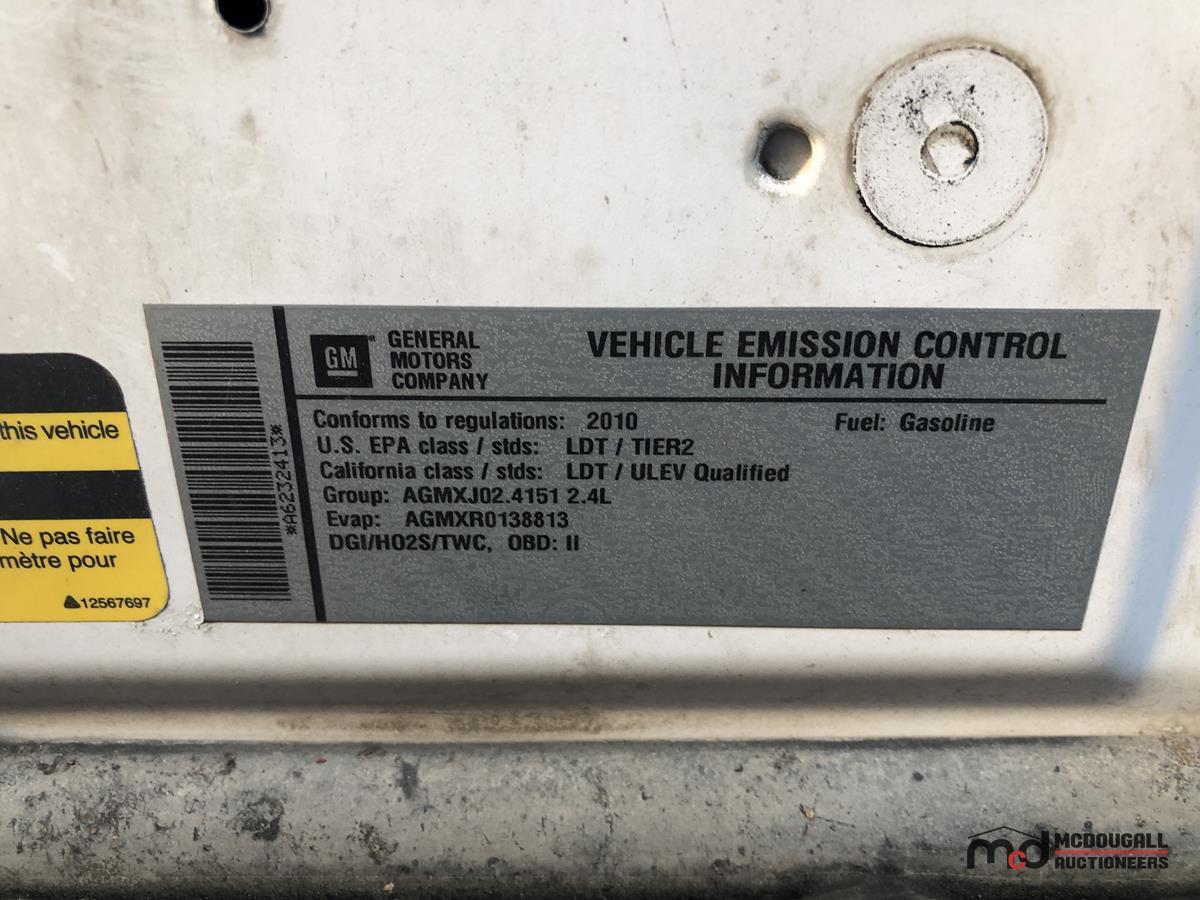 GM
GENERAL
MOTORS
COMPANY
VEHICLE EMISSION CONTROL
INFORMATION
Conforms to regulations: 2010 Fuel: Gasoline
U.S. EPA class / stds: LDT / TIER2
California class / stds: LDT / ULEV Qualified
Group: AGMXJ02.4151 2.4L
Evap: AGMXR0138813
DGI/HO2S/TWC, OBD: II
*A6232413*
this vehicle
Ne pas faire
mètre pour
12567697
mcd MCDOUGALL
AUCTIONEERS